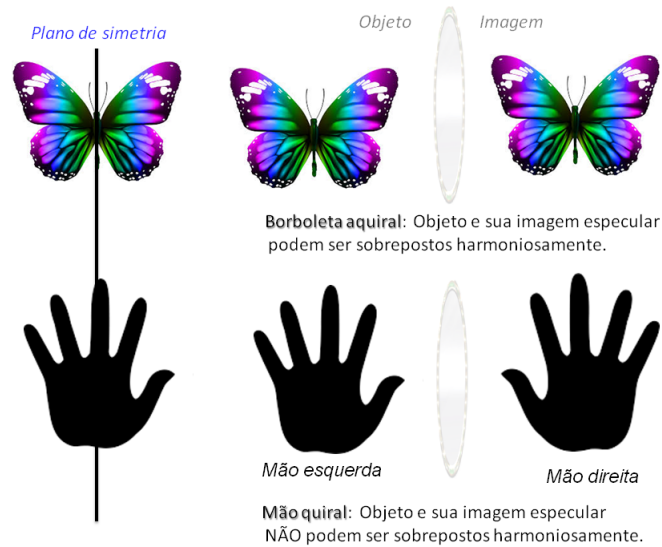 Plano de simetria
Objeto
Imagem
Borboleta aquiral: Objeto e sua imagem especular
podem ser sobrepostos harmoniosamente.
Mão esquerda
Mão direita
Mão quiral: Objeto e sua imagem especular
NÃO podem ser sobrepostos harmoniosamente.